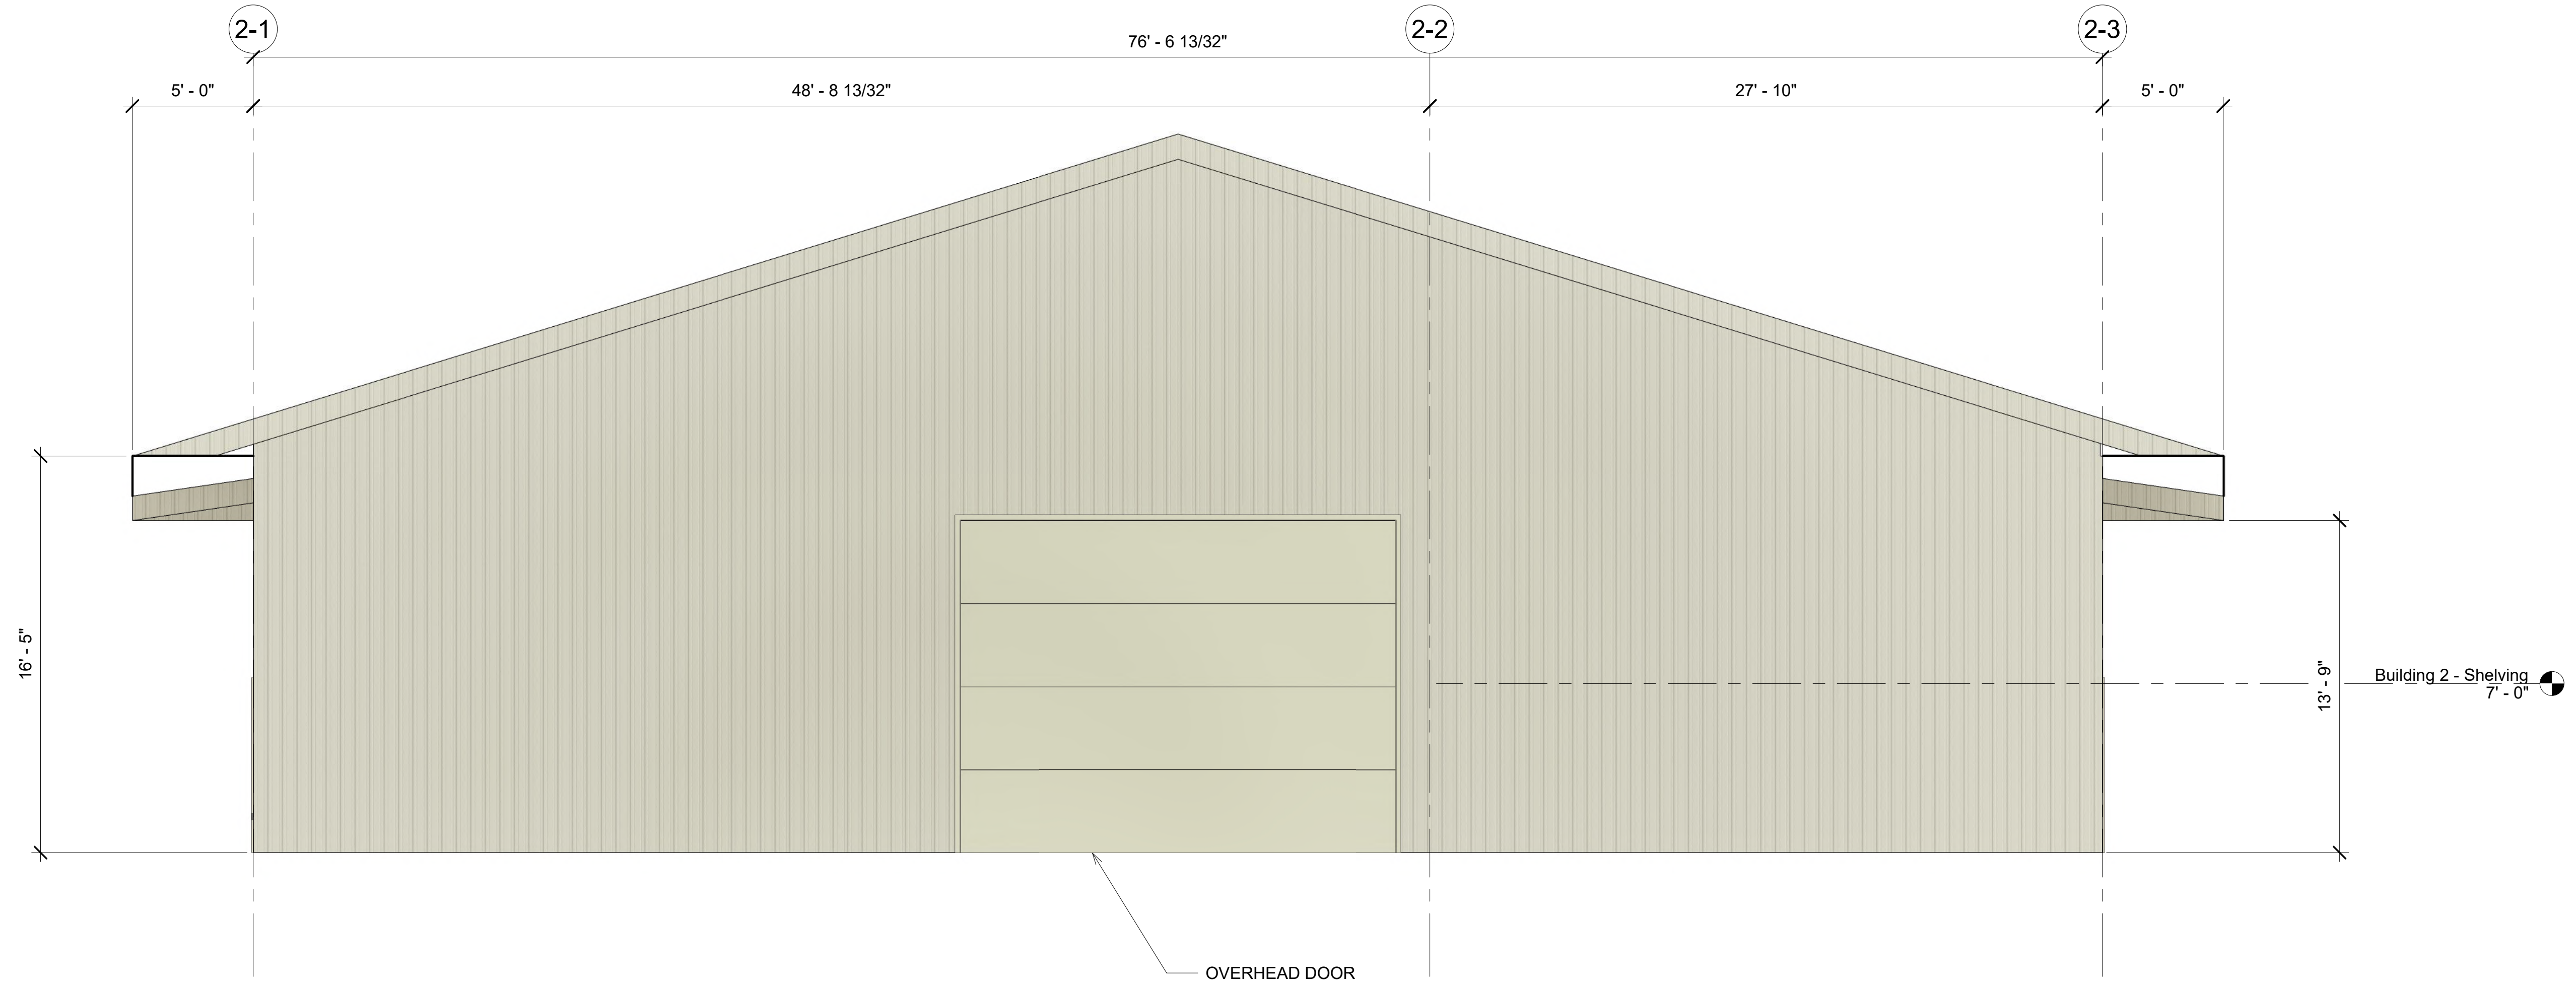 2-1
2-2
2-3
76' - 6 13/32"
5' - 0"
48' - 8 13/32"
27' - 10"
5' - 0"
16' - 5"
13' - 9"
Building 2 - Shelving
7' - 0"
OVERHEAD DOOR